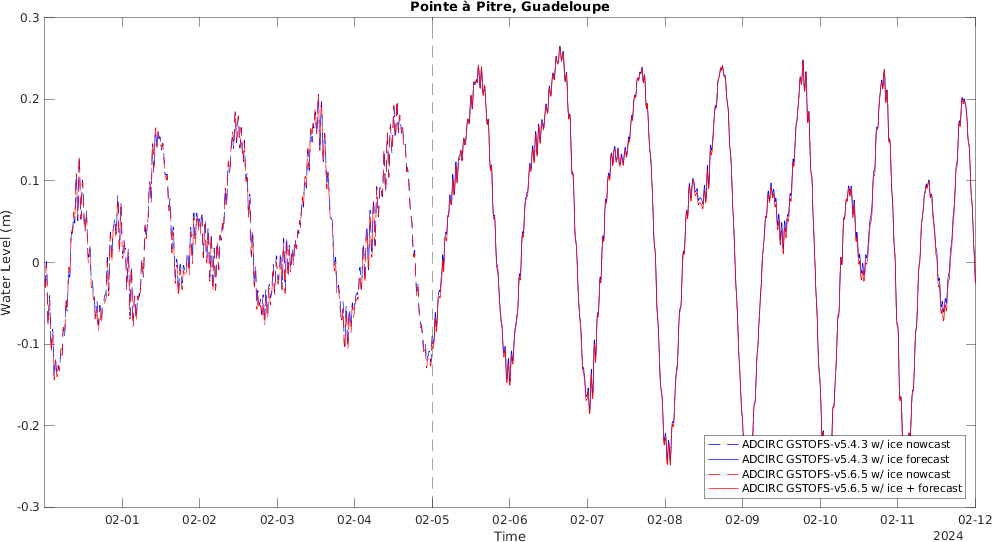 Pointe à Pitre, Guadeloupe
Water Level (m)
0.3
0.2
0.1
0
-0.1
-0.2
-0.3
ADCIRC GSTOFS-v5.4.3 w/ ice nowcast
ADCIRC GSTOFS-v5.4.3 w/ ice forecast
ADCIRC GSTOFS-v5.6.5 w/ ice nowcast
ADCIRC GSTOFS-v5.6.5 w/ ice + forecast
02-01 02-02 02-03 02-04 02-05 02-06 02-07 02-08 02-09 02-10 02-11 02-12
Time
2024